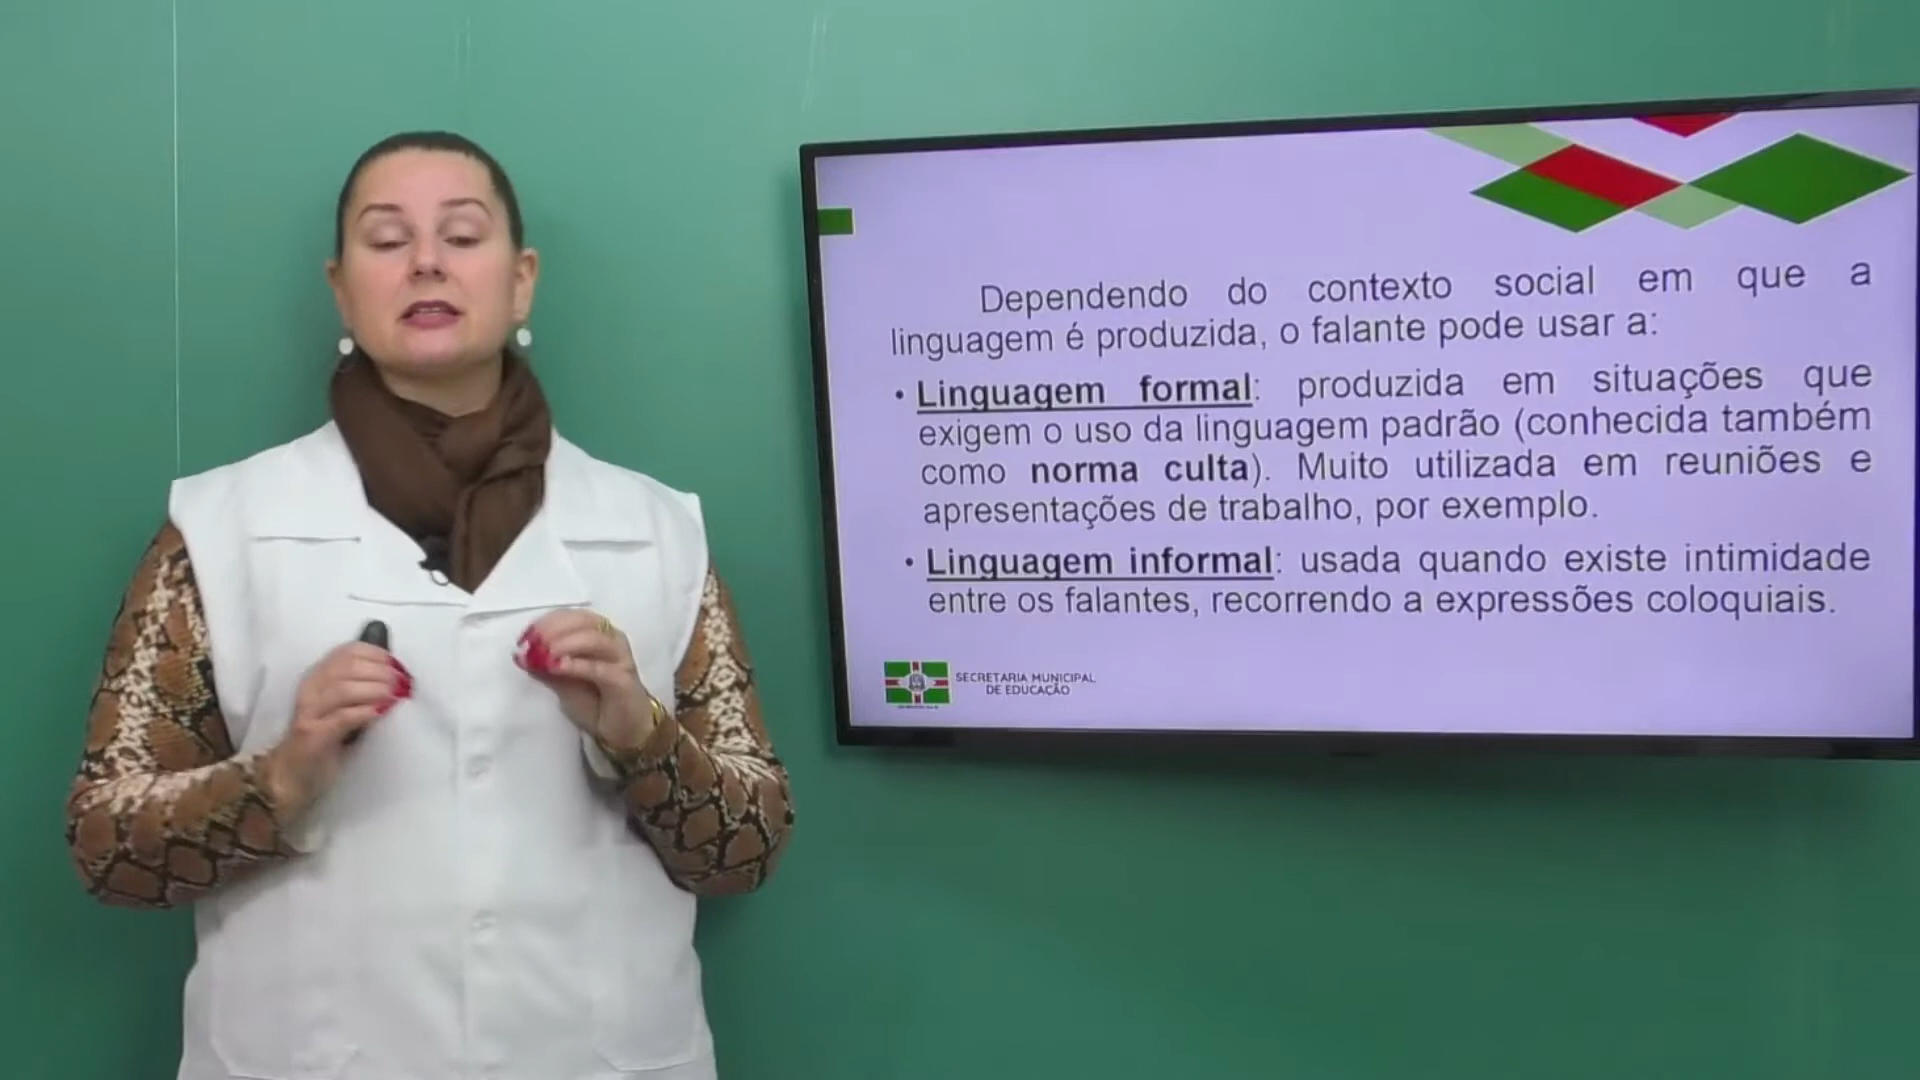 Dependendo do contexto social em que a
linguagem é produzida, o falante pode usar a:
• Linguagem formal: produzida em situações que
exigem o uso da linguagem padrão (conhecida também
como norma culta). Muito utilizada em reuniões e
apresentações de trabalho, por exemplo.
• Linguagem informal: usada quando existe intimidade
entre os falantes, recorrendo a expressões coloquiais.
SECRETARIA MUNICIPAL
DE EDUCAÇÃO